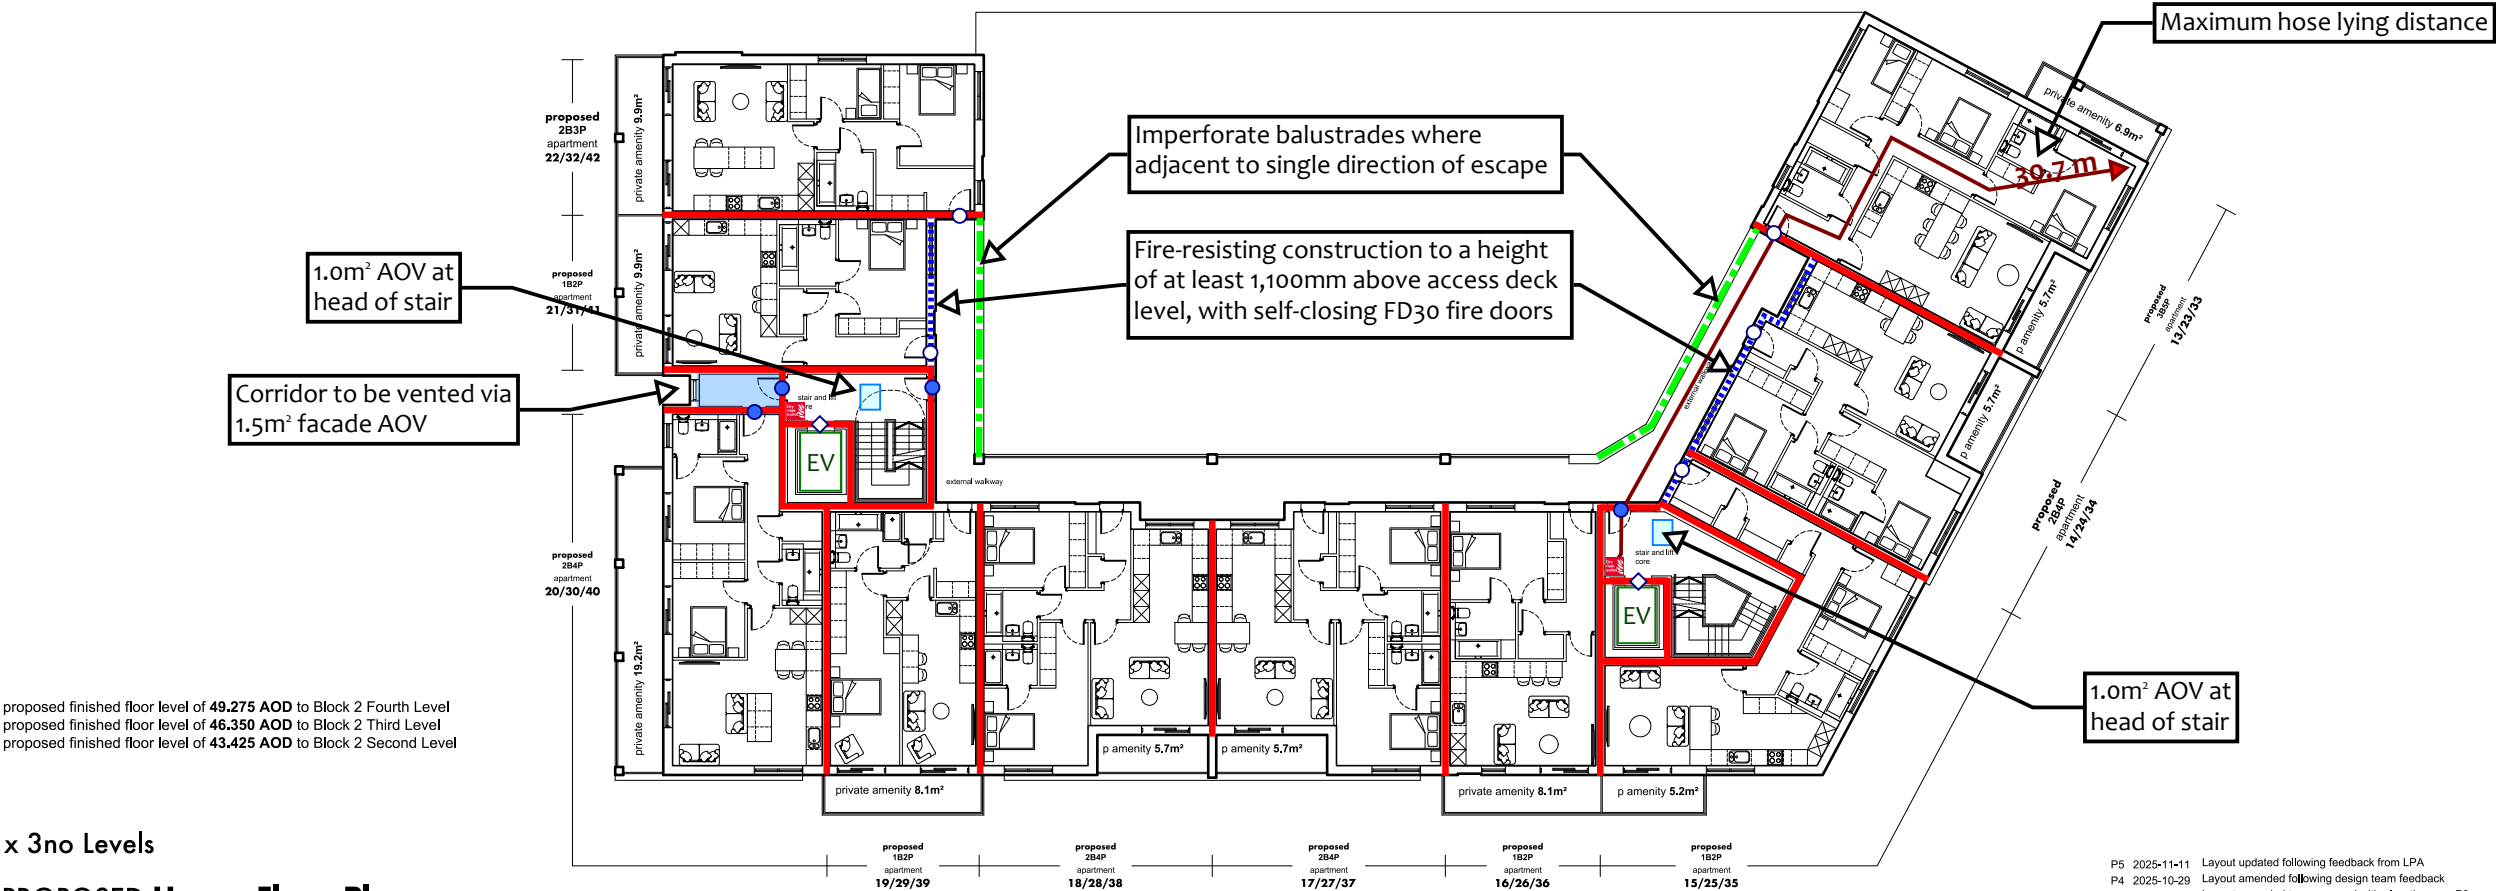 Maximum hose lying distance
Imperforate balustrades where
adjacent to single direction of escape
Fire-resisting construction to a height
of at least 1,100mm above access deck
level, with self-closing FD30 fire doors
1.0m² AOV at
head of stair
Corridor to be vented via
1.5m² facade AOV
1.0m² AOV at
head of stair
30.7 m
proposed
2B3P
apartment
22/32/42
private amenity 9.9m²
proposed
1B2P
apartment
21/31/41
private amenity 9.9m²
proposed
2B4P
apartment
20/30/40
private amenity 19.2m²
stair and lift
core
EV
external walkway
external walkway
private amenity 6.9m²
proposed
3B5P
apartment
13/23/33
p amenity 5.7m²
proposed
2B4P
apartment
14/24/34
p amenity 5.7m²
stair and lift
core
EV
private amenity 8.1m²
p amenity 5.7m²
p amenity 5.7m²
private amenity 8.1m²
p amenity 5.2m²
proposed
1B2P
apartment
19/29/39
proposed
2B4P
apartment
18/28/38
proposed
2B4P
apartment
17/27/37
proposed
1B2P
apartment
16/26/36
proposed
1B2P
apartment
15/25/35
proposed finished floor level of 49.275 AOD to Block 2 Fourth Level
proposed finished floor level of 46.350 AOD to Block 2 Third Level
proposed finished floor level of 43.425 AOD to Block 2 Second Level
x 3no Levels
P5 2025-11-11 Layout updated following feedback from LPA
P4 2025-10-29 Layout amended following design team feedback